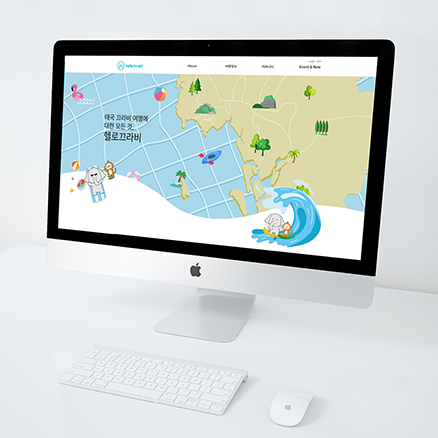 hello krabi!
About
여행정보
커뮤니티
Event & New
태국 끄라비 여행에
대한 모든 것,
헬로끄라비